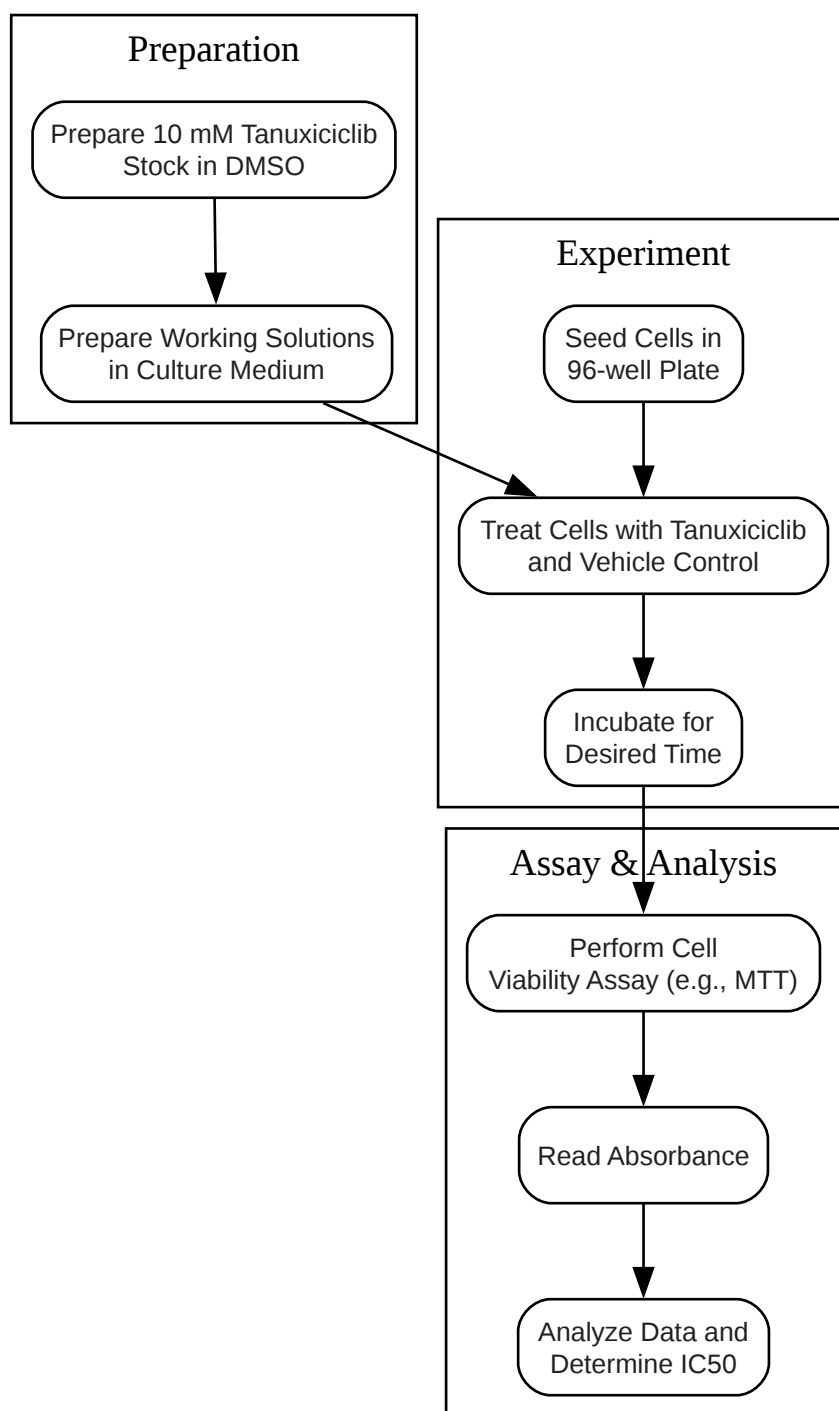 Preparation
Prepare 10 mM Tanuxiciclib
Stock in DMSO
Prepare Working Solutions
in Culture Medium
Experiment
Seed Cells in
96-well Plate
Treat Cells with Tanuxiciclib
and Vehicle Control
Incubate for
Desired Time
Assay & Analysis
Perform Cell
Viability Assay (e.g., MTT)
Read Absorbance
Analyze Data and
Determine IC50